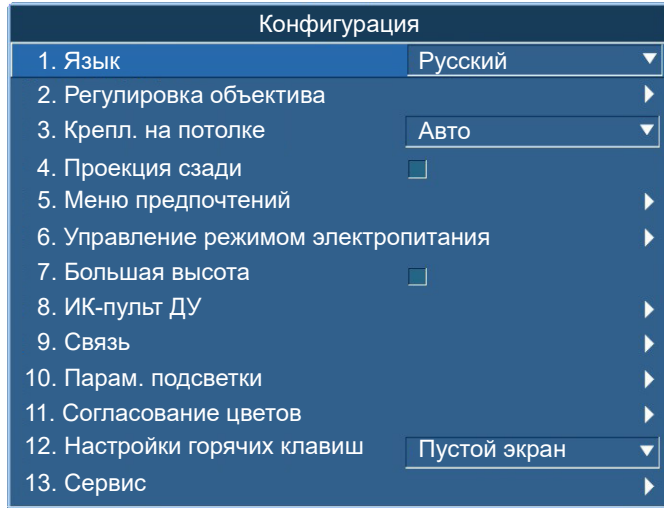 Конфигурация
1. Язык Русский
2. Регулировка объектива
3. Крепл. на потолке Авто
4. Проекция сзади
5. Меню предпочтений
6. Управление режимом электропитания
7. Большая высота
8. ИК-пульт ДУ
9. Связь
10. Парам. подсветки
11. Согласование цветов
12. Настройки горячих клавиш Пустой экран
13. Сервис